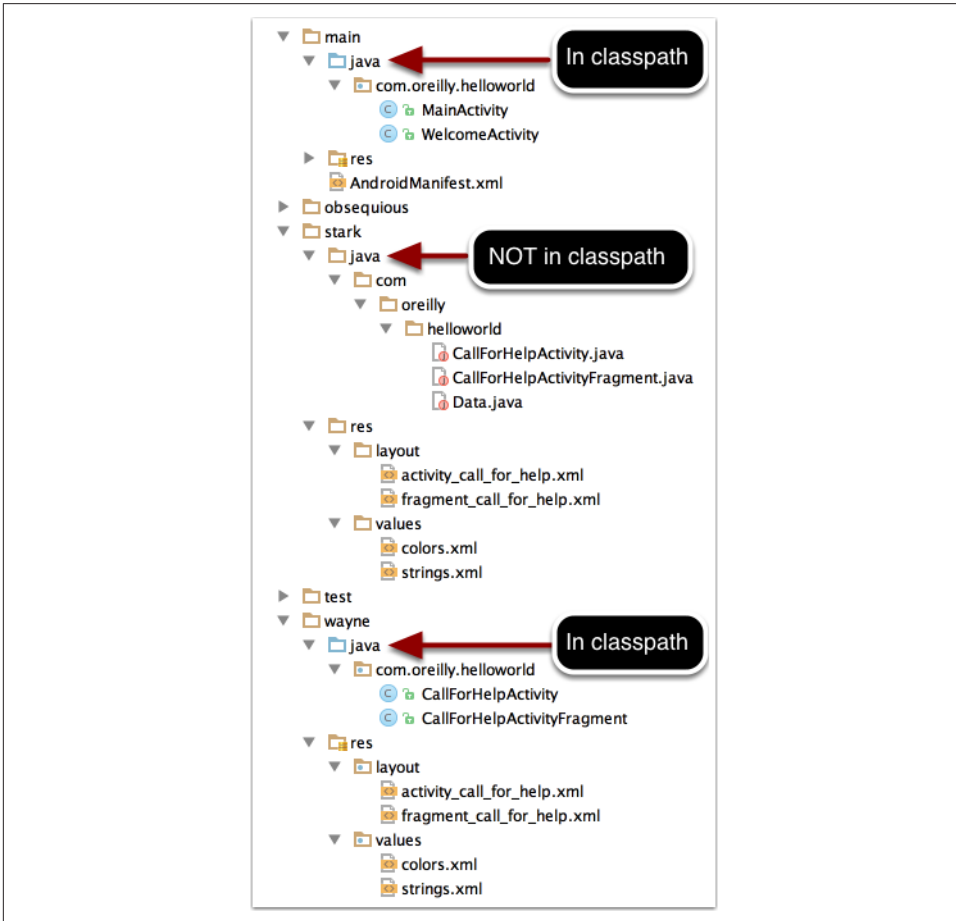 main
java
In classpath
com.oreilly.helloworld
C MainActivity
C WelcomeActivity
res
AndroidManifest.xml
obsequious
stark
java
NOT in classpath
com
oreilly
helloworld
CallForHelpActivity.java
CallForHelpActivityFragment.java
Data.java
res
layout
activity_call_for_help.xml
fragment_call_for_help.xml
values
colors.xml
strings.xml
test
wayne
java
In classpath
com.oreilly.helloworld
C CallForHelpActivity
C CallForHelpActivityFragment
res
layout
activity_call_for_help.xml
fragment_call_for_help.xml
values
colors.xml
strings.xml